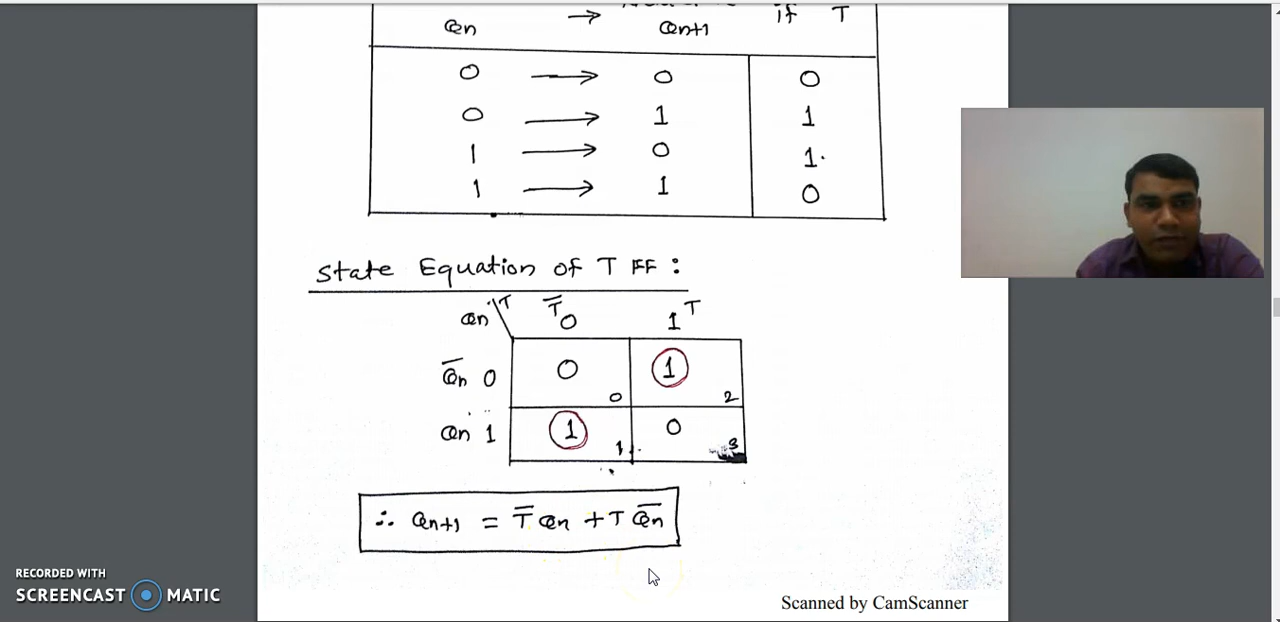 Qn → Qn+1 if T
0 → 0 0
0 → 1 1
1 → 0 1.
1 → 1 0
State Equation of T FF :
Qn \ T T̅ 0 1 T
Q̅n 0 0 0 1 2
Qn 1 1 1 0 3
∴ Qn+1 = T̅ Qn + T Q̅n
RECORDED WITH
SCREENCAST MATIC
Scanned by CamScanner